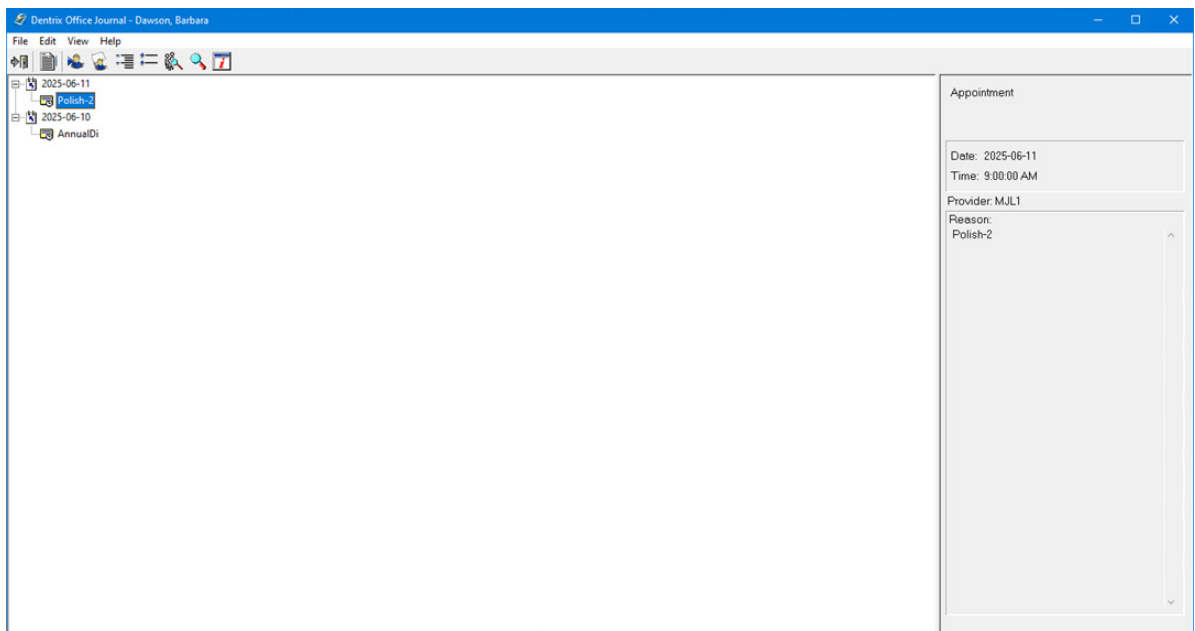 Dentrix Office Journal - Dawson, Barbara
File Edit View Help
7
2025-06-11
Polish-2
2025-06-10
AnnualDi
Appointment
Date: 2025-06-11
Time: 9:00:00 AM
Provider: MJL1
Reason:
Polish-2